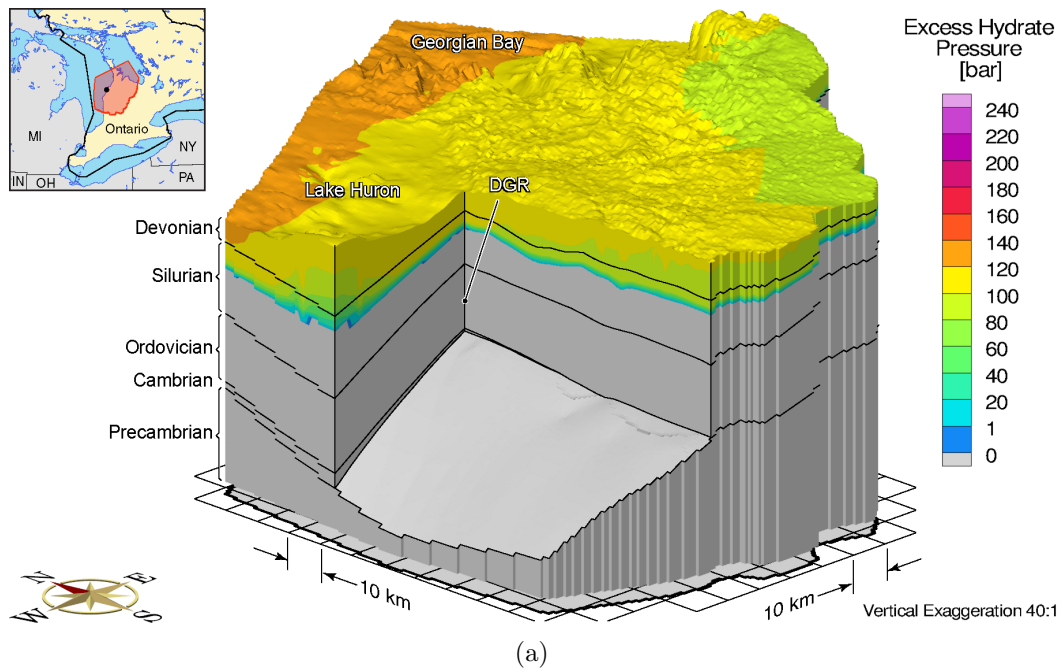 MI
Ontario
NY
PA
IN
OH
Georgian Bay
Lake Huron
DGR
Devonian
Silurian
Ordovician
Cambrian
Precambrian
Excess Hydrate
Pressure
[bar]
240
220
200
180
160
140
120
100
80
60
40
20
1
0
N
E
W
S
10 km
10 km
Vertical Exaggeration 40:1
(a)